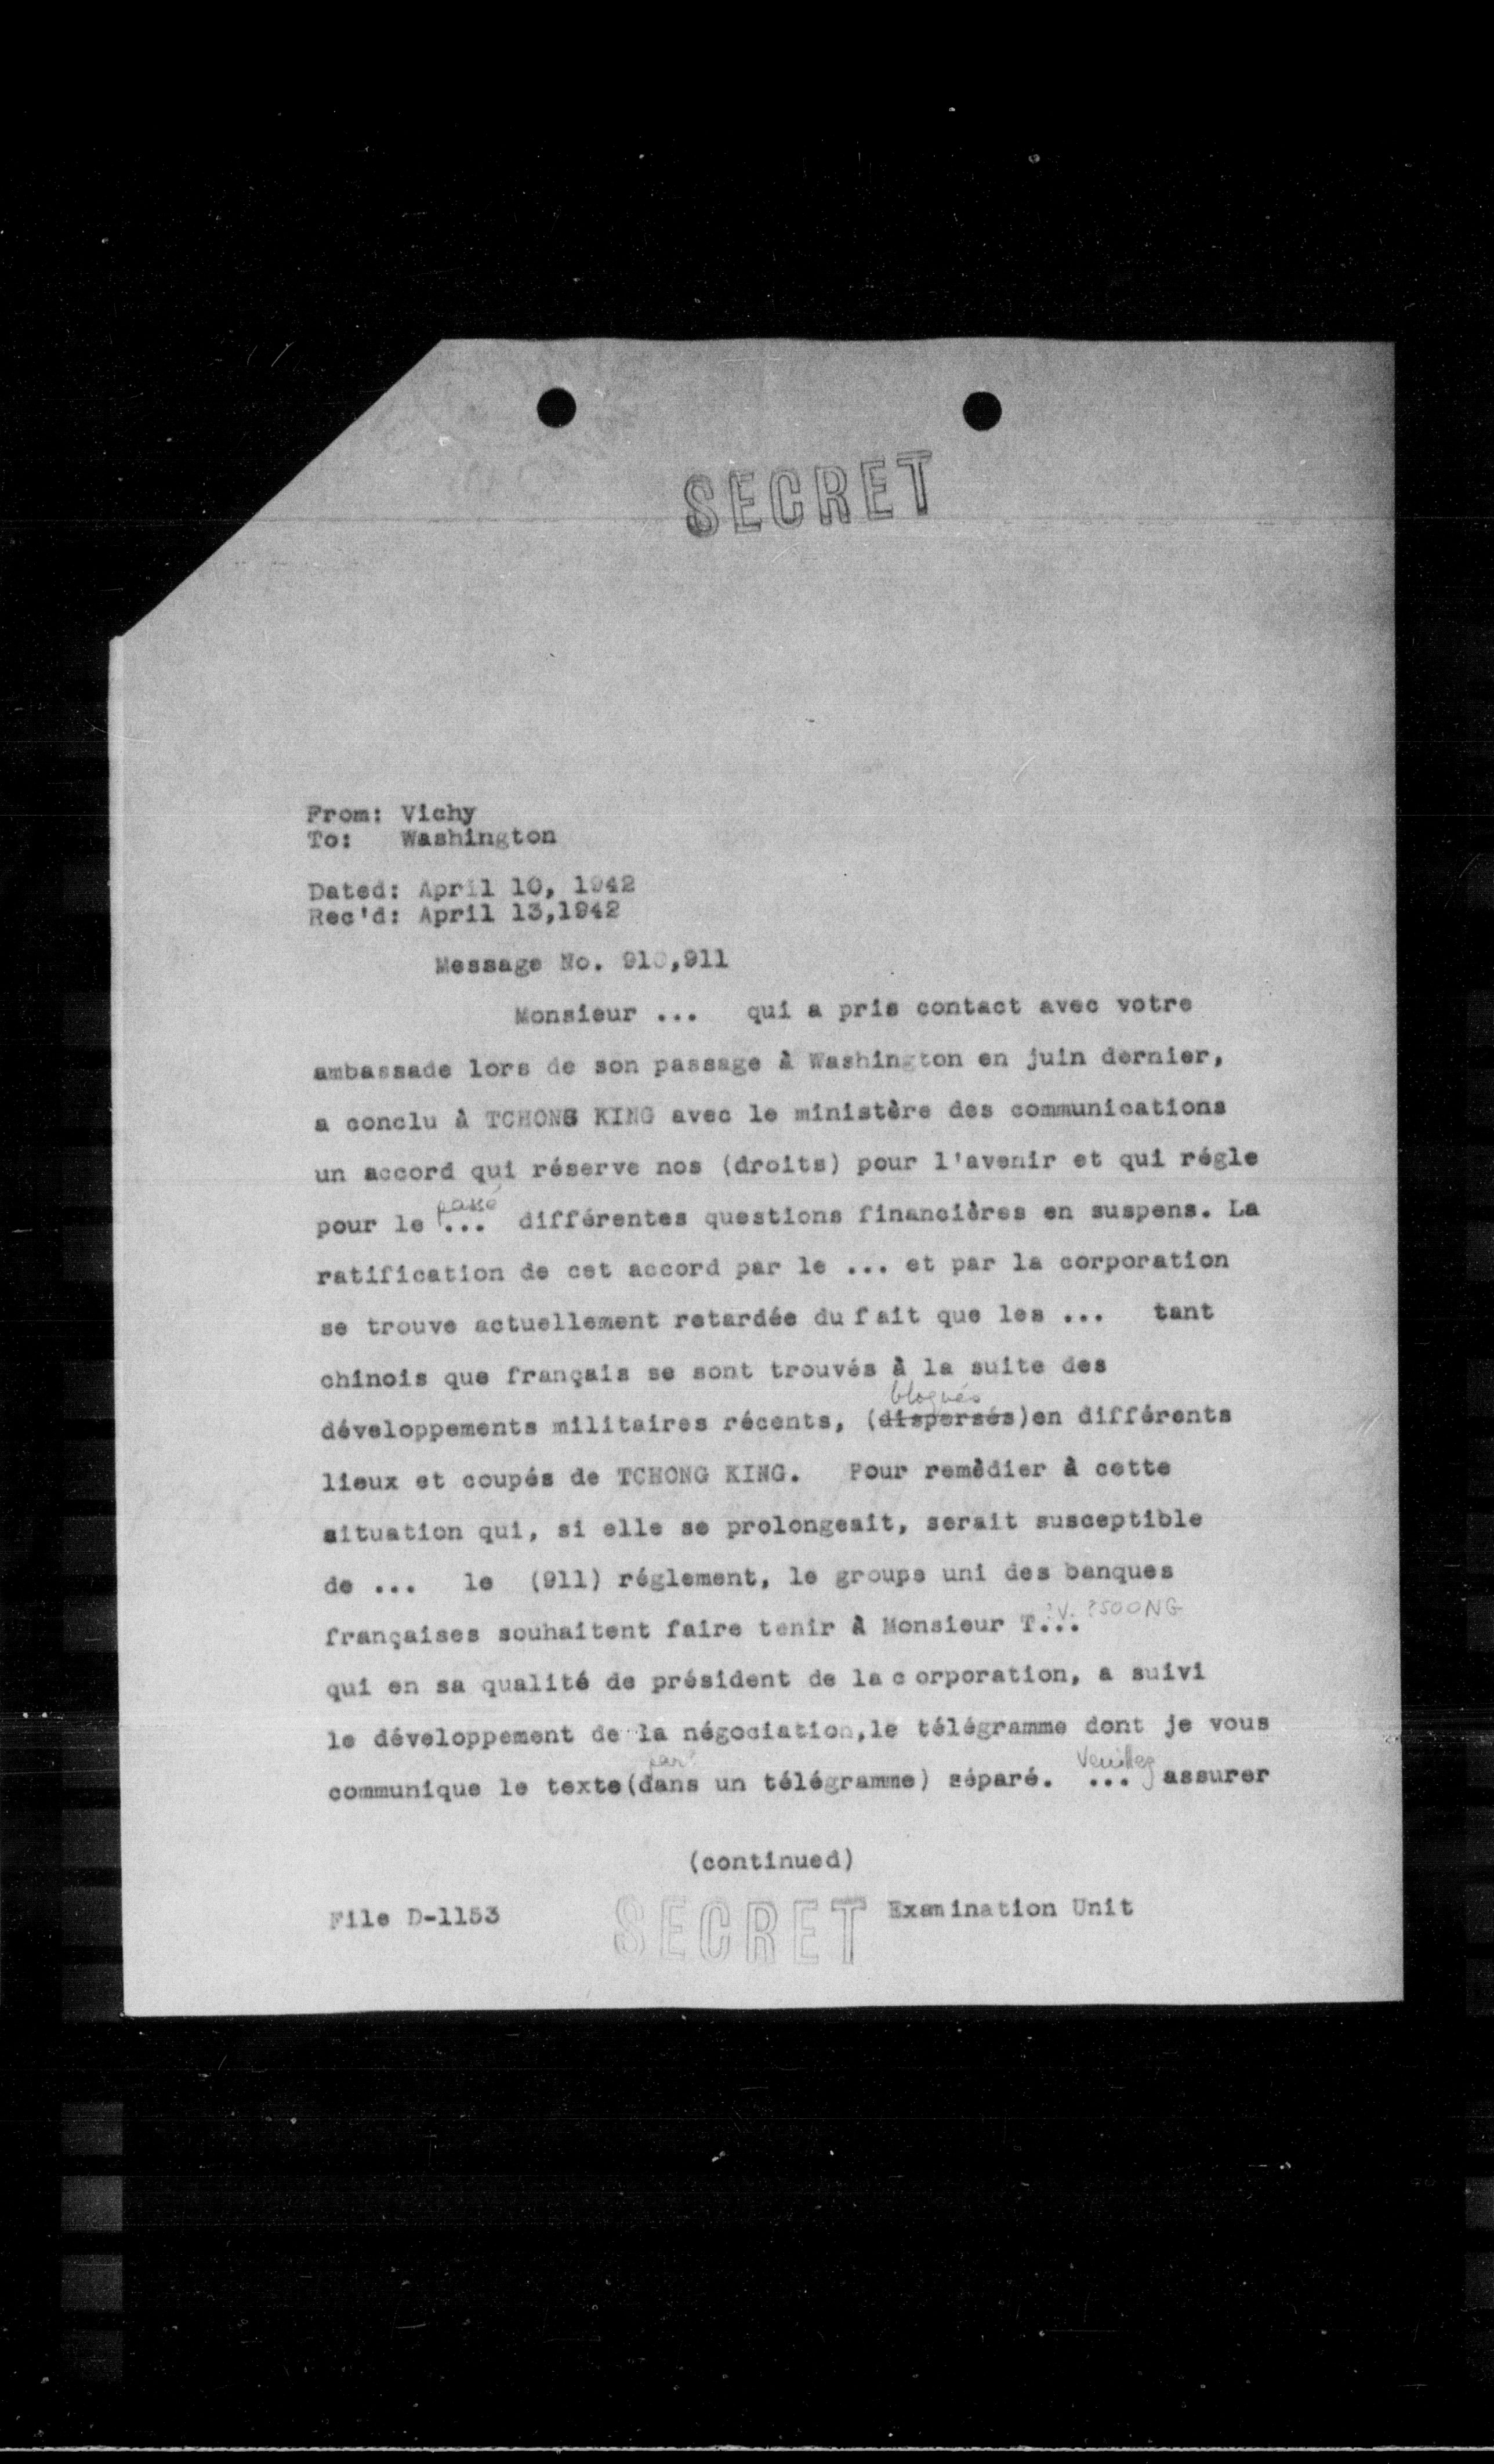 SECRET
From: Vichy
To: Washington
Dated: April 10, 1942
Rec'd: April 13,1942
Message No. 910,911
Monsieur ... qui a pris contact avec votre
ambassade lors de son passage à Washington en juin dernier,
a conclu à TCHONG KING avec le ministère des communications
un accord qui réserve nos (droits) pour l'avenir et qui régle
passé
pour le ... différentes questions financières en suspens. La
ratification de cet accord par le ... et par la corporation
se trouve actuellement retardée du fait que les ... tant
chinois que français se sont trouvés à la suite des
bloqués
développements militaires récents, (dispersés)en différents
lieux et coupés de TCHONG KING. Pour remèdier à cette
situation qui, si elle se prolongeait, serait susceptible
de ... le (911) réglement, le groupe uni des banques
françaises souhaitent faire tenir à Monsieur T... V. ?SOONG
qui en sa qualité de président de la c orporation, a suivi
le développement de la négociation,le télégramme dont je vous
par? Veuillez
communique le texte(dans un télégramme) séparé. ... assurer
(continued)
File D-1153 SECRET Examination Unit